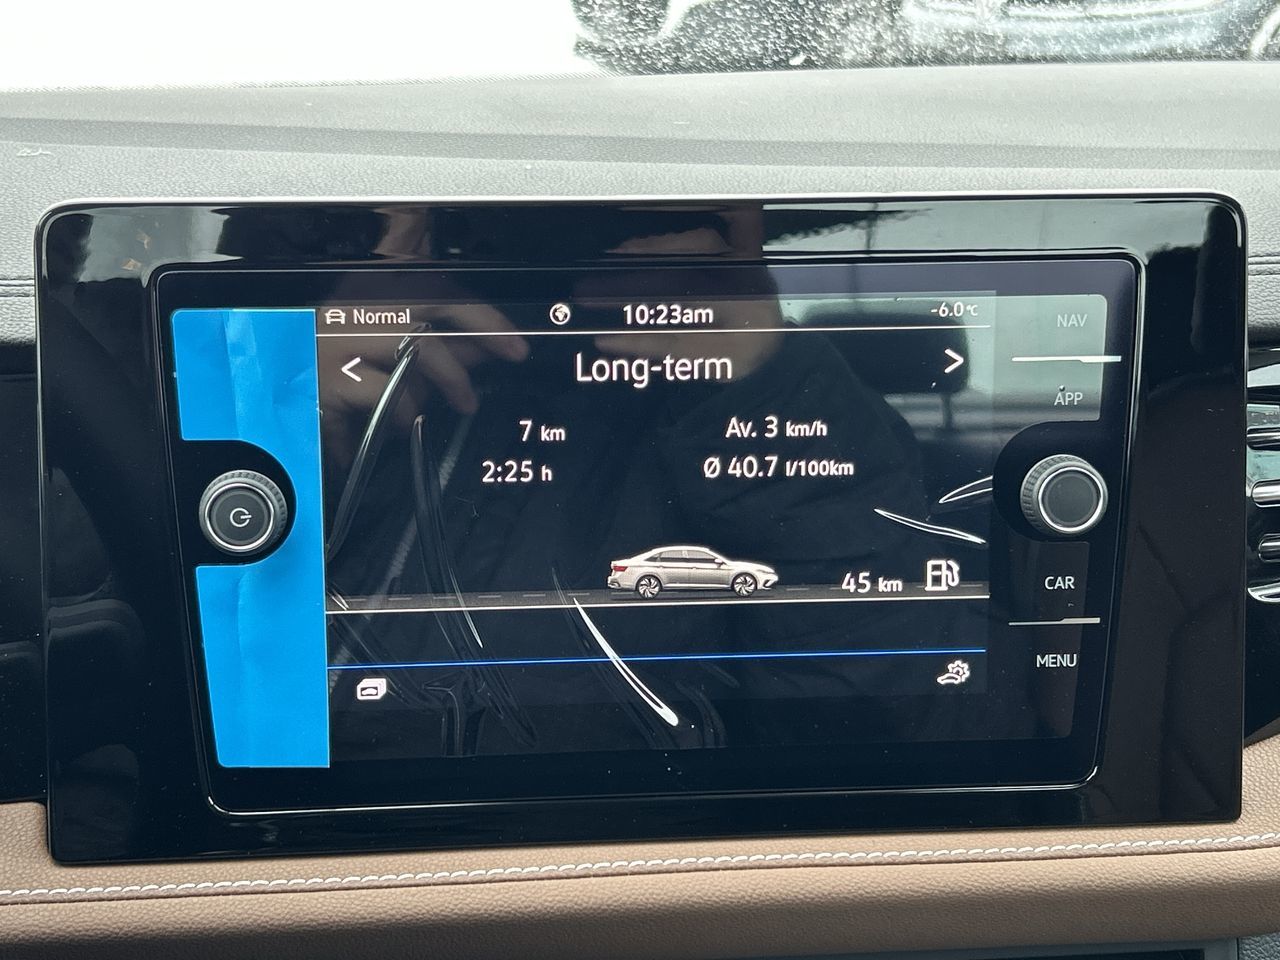 Normal
10:23am
-6.0°C
NAV
Long-term
APP
7 km
Av. 3 km/h
2:25 h
Ø 40.7 l/100km
45 km
CAR
MENU